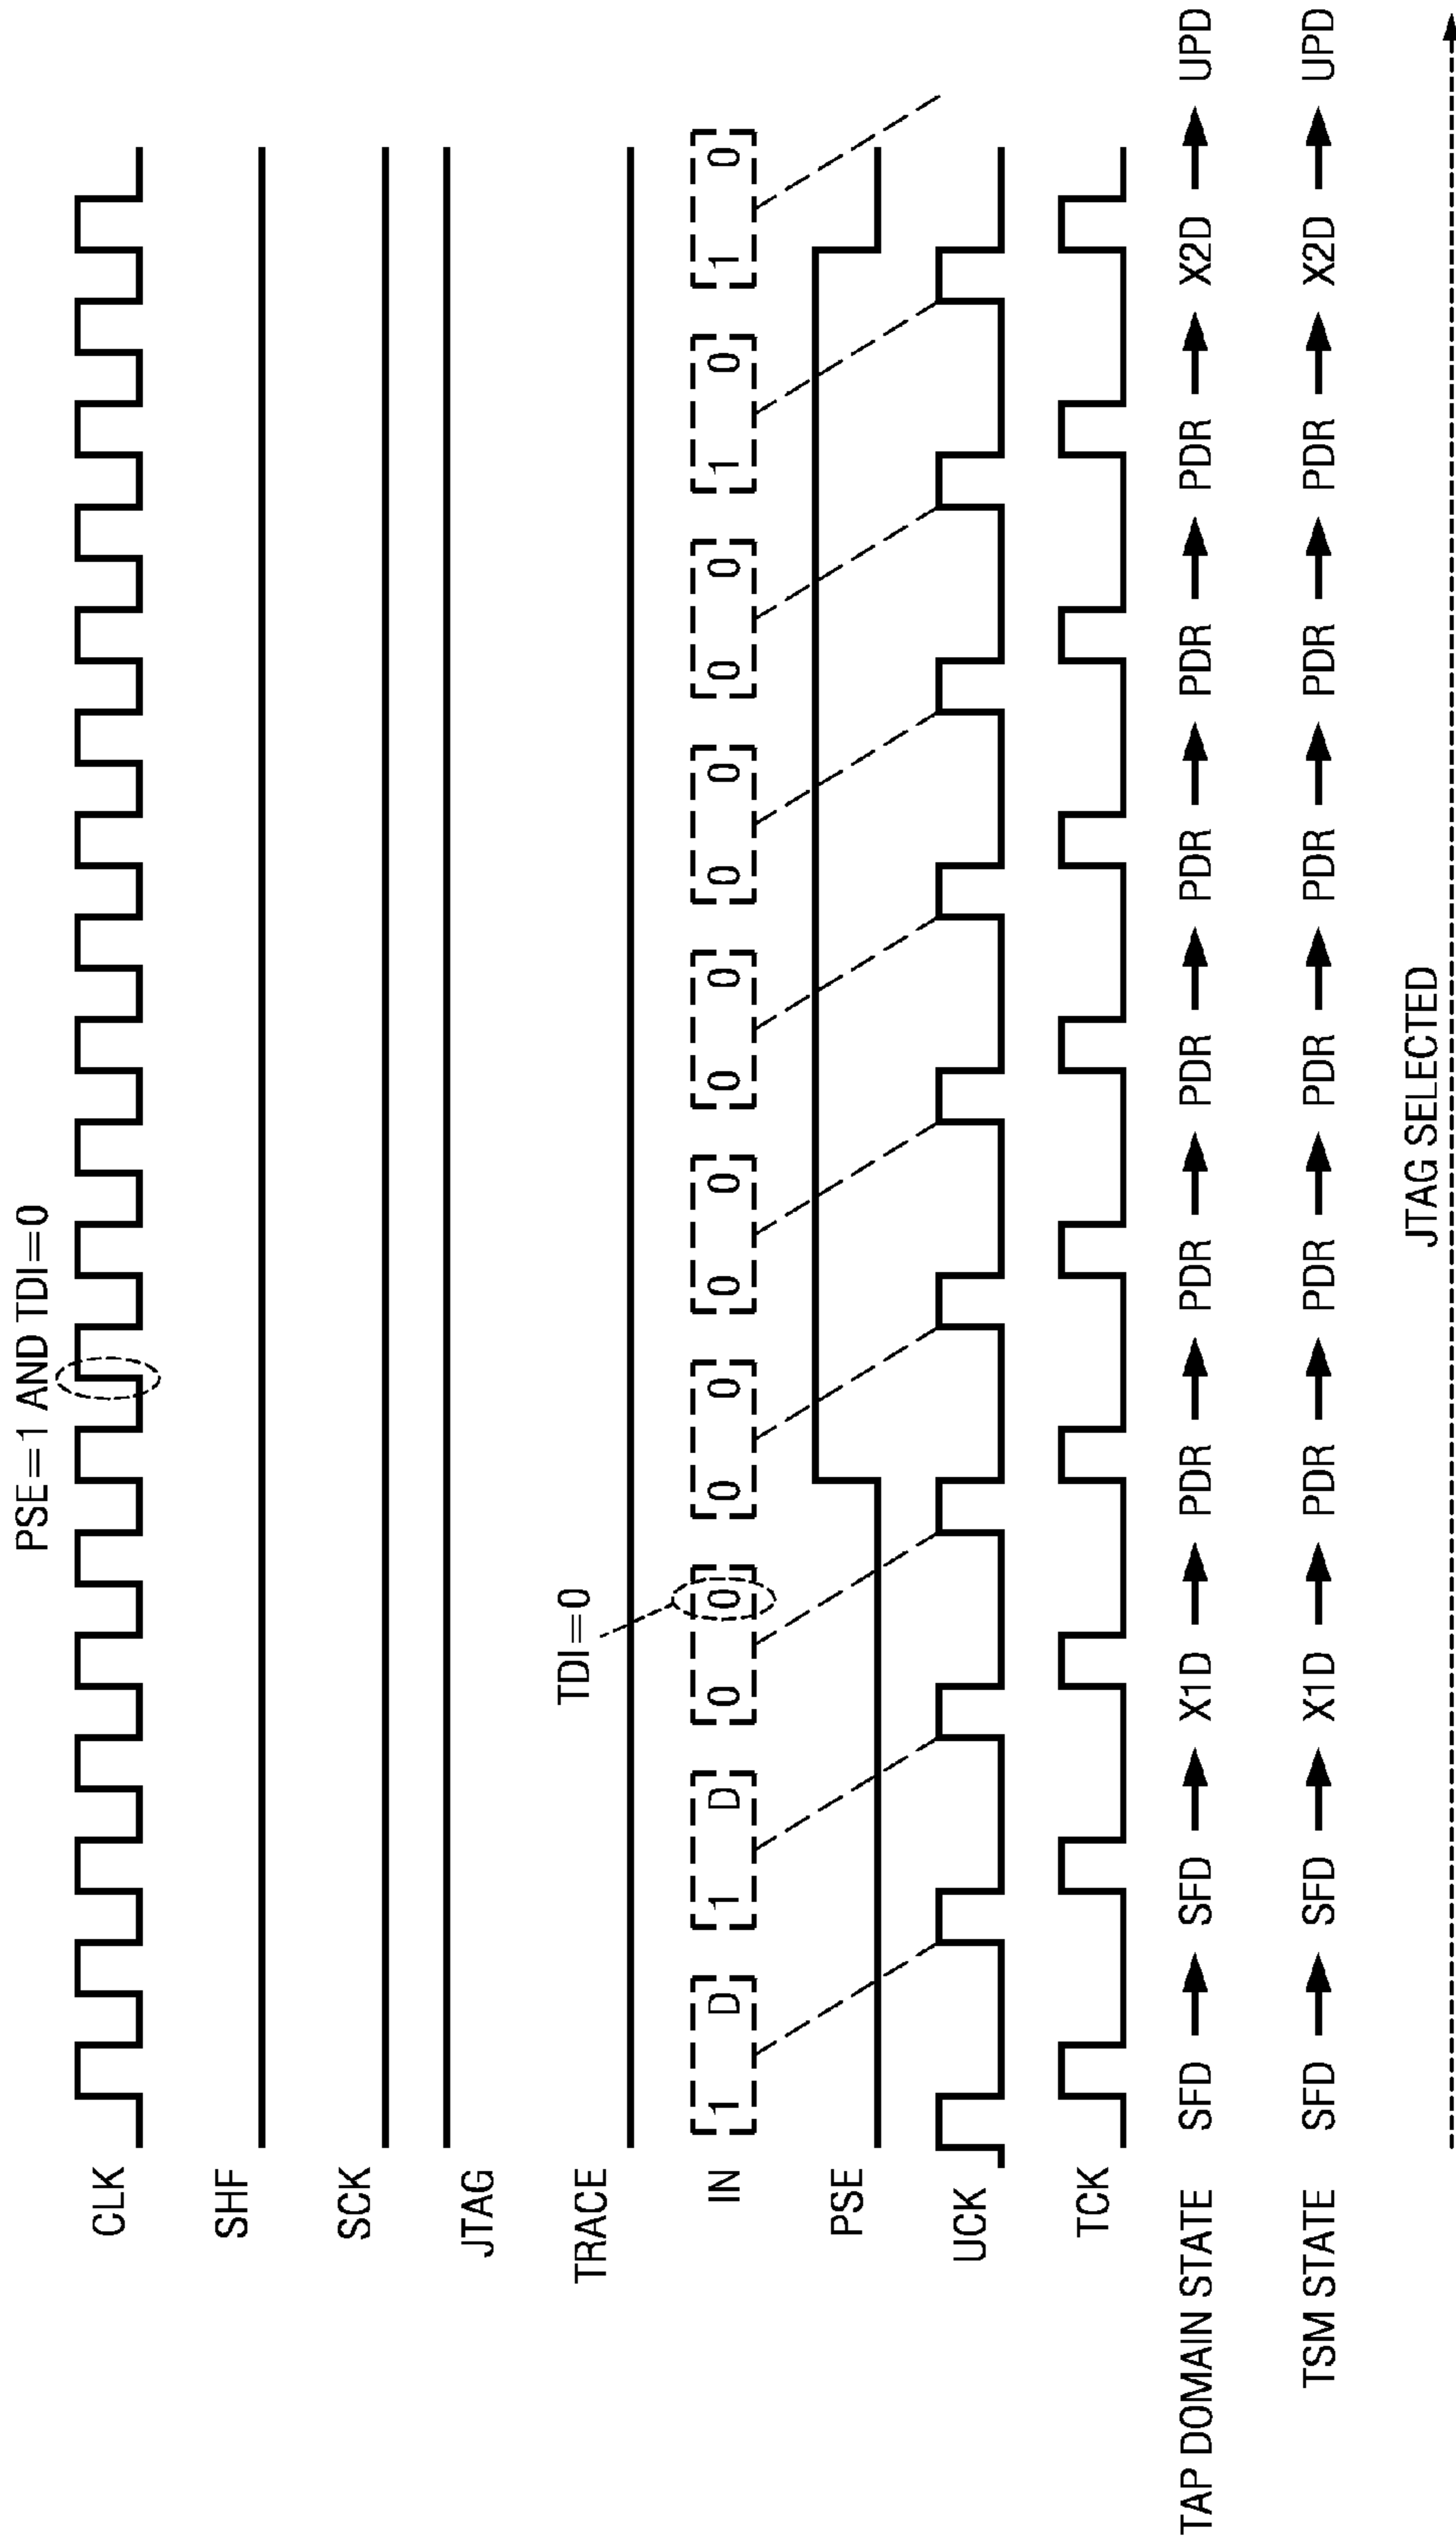 PSE=1 AND TDI=0
CLK
SHF
SCK
JTAG
TDI=0
TRACE
IN 1 D 1 D 0 0 0 0 0 0 0 0 0 0 0 0 1 0 1 0
PSE
UCK
TCK
TAP DOMAIN STATE SFD SFD X1D PDR PDR PDR PDR PDR PDR X2D UPD
TSM STATE SFD SFD X1D PDR PDR PDR PDR PDR PDR X2D UPD
JTAG SELECTED